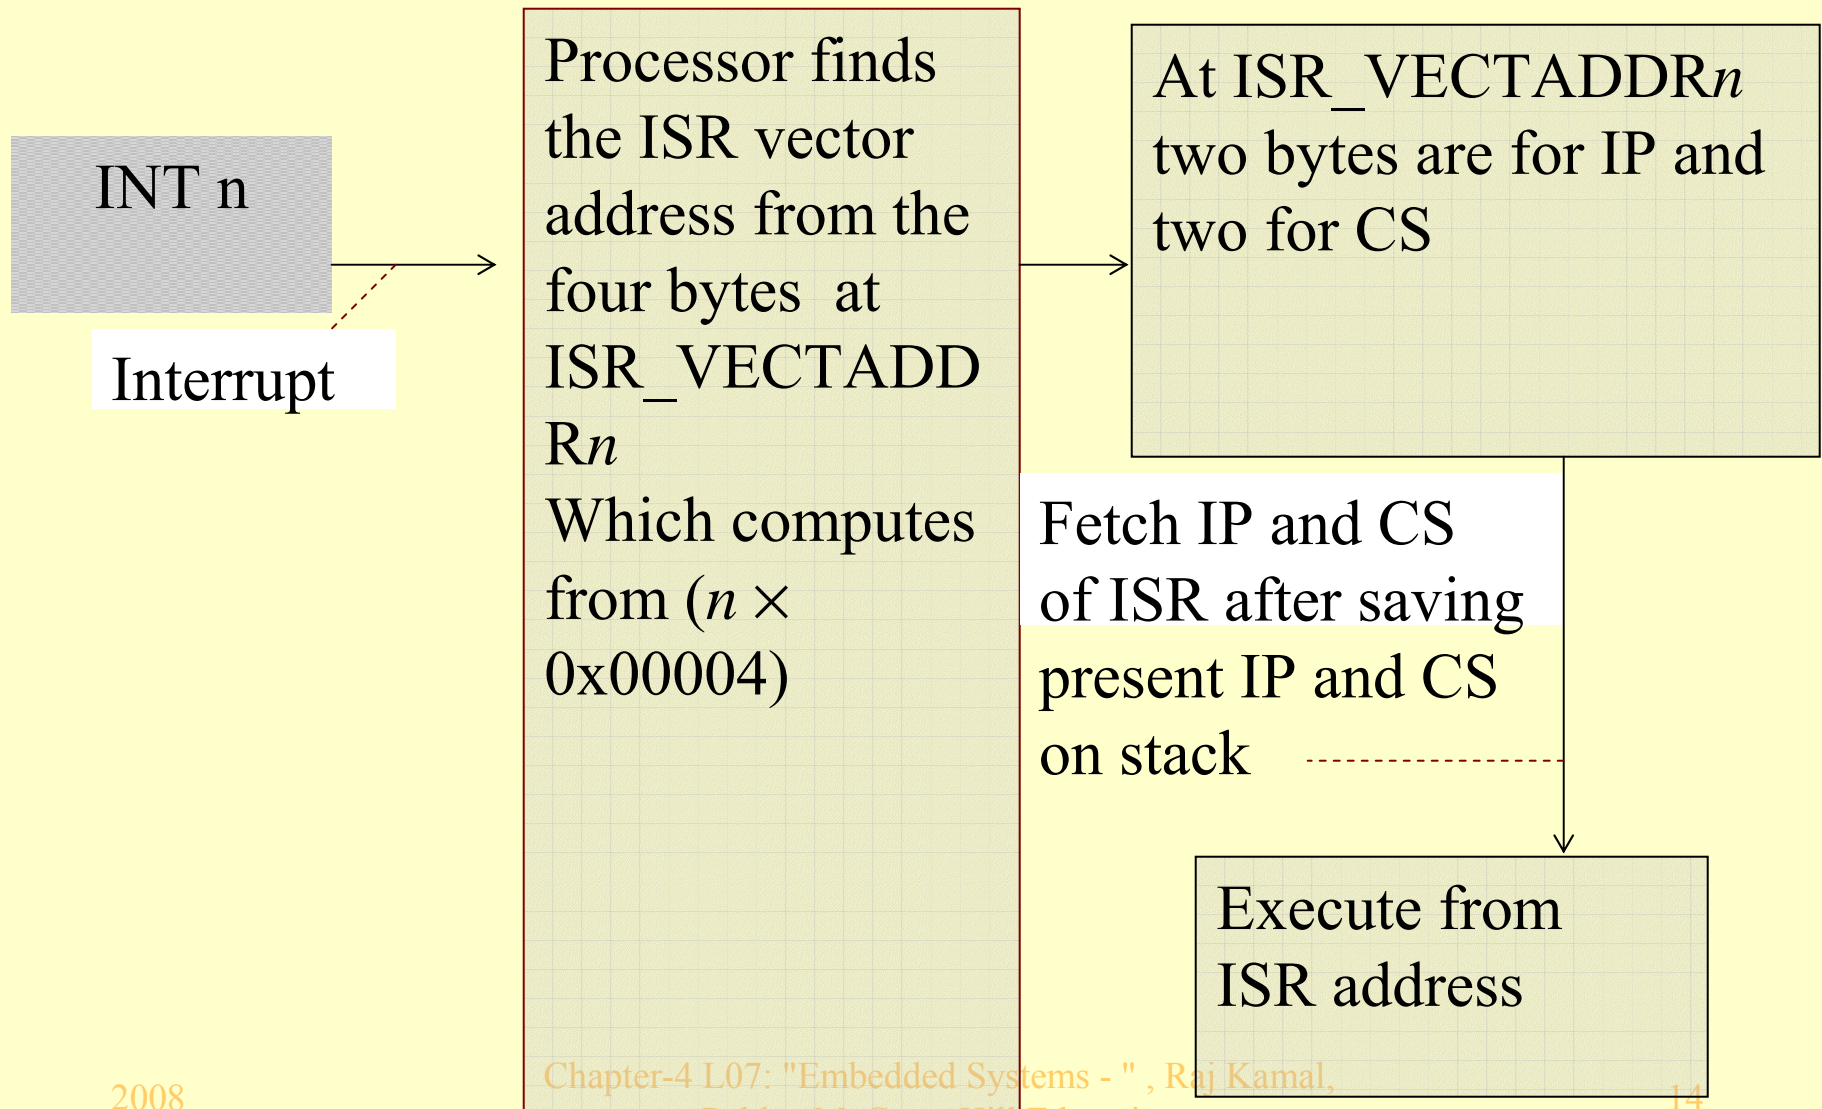 INT n
Interrupt
Processor finds
the ISR vector
address from the
four bytes at
ISR_VECTADD
Rn
Which computes
from (n ×
0x00004)
At ISR_VECTADDRn
two bytes are for IP and
two for CS
Fetch IP and CS
of ISR after saving
present IP and CS
on stack
Execute from
ISR address
2008
Chapter-4 L07: "Embedded Systems - " , Raj Kamal,
14